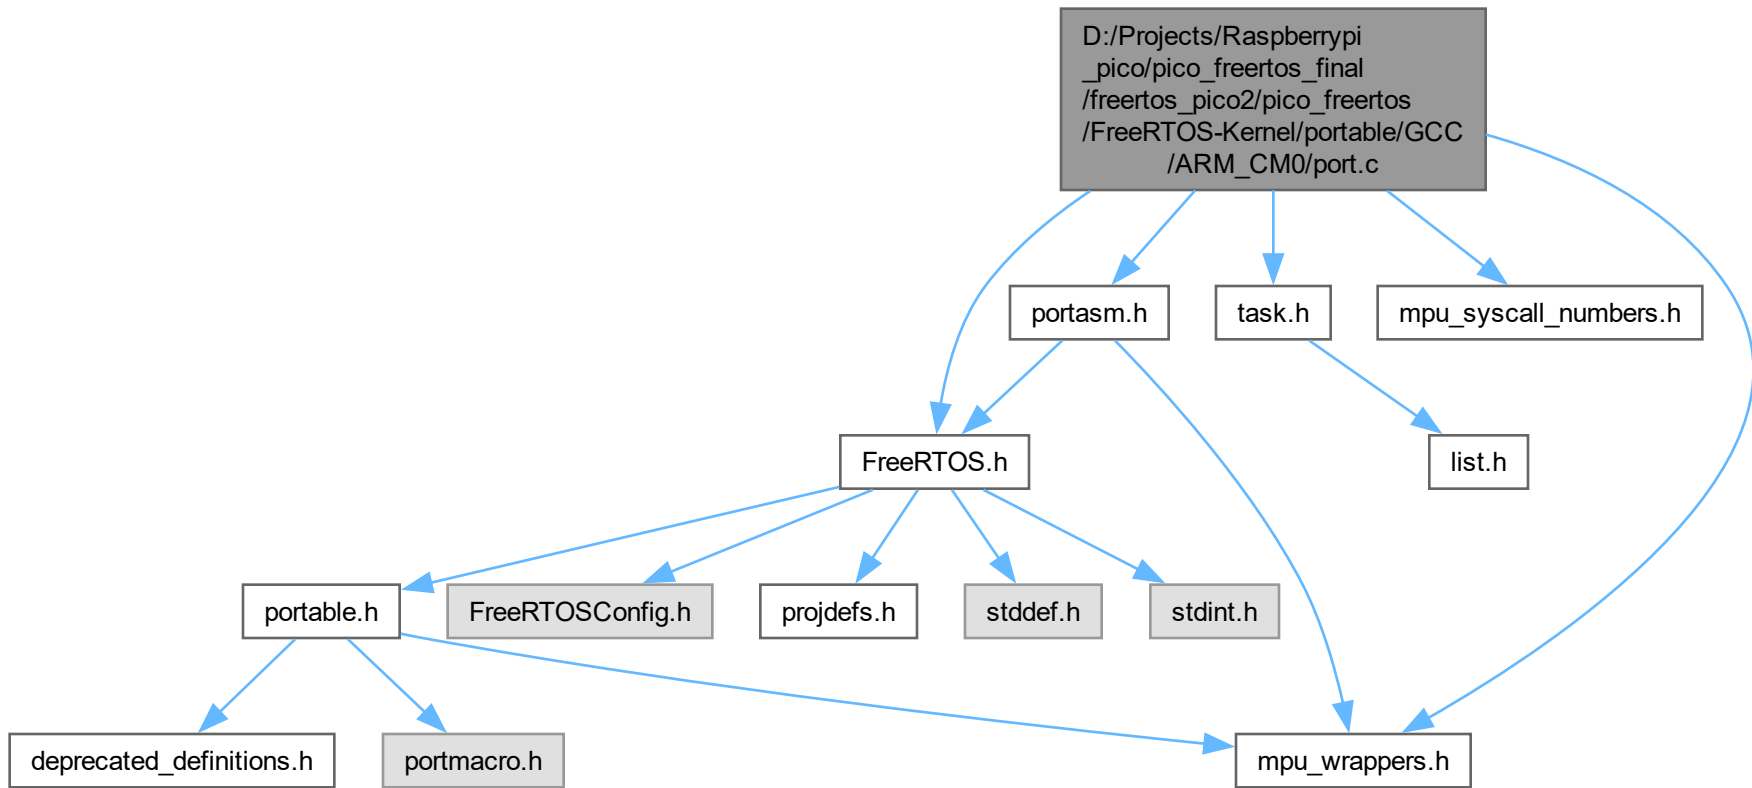 D:/Projects/Raspberrypi
_pico/pico_freertos_final
/freertos_pico2/pico_freertos
/FreeRTOS-Kernel/portable/GCC
/ARM_CM0/port.c
portasm.h
task.h
mpu_syscall_numbers.h
FreeRTOS.h
list.h
portable.h
FreeRTOSConfig.h
projdefs.h
stddef.h
stdint.h
deprecated_definitions.h
portmacro.h
mpu_wrappers.h